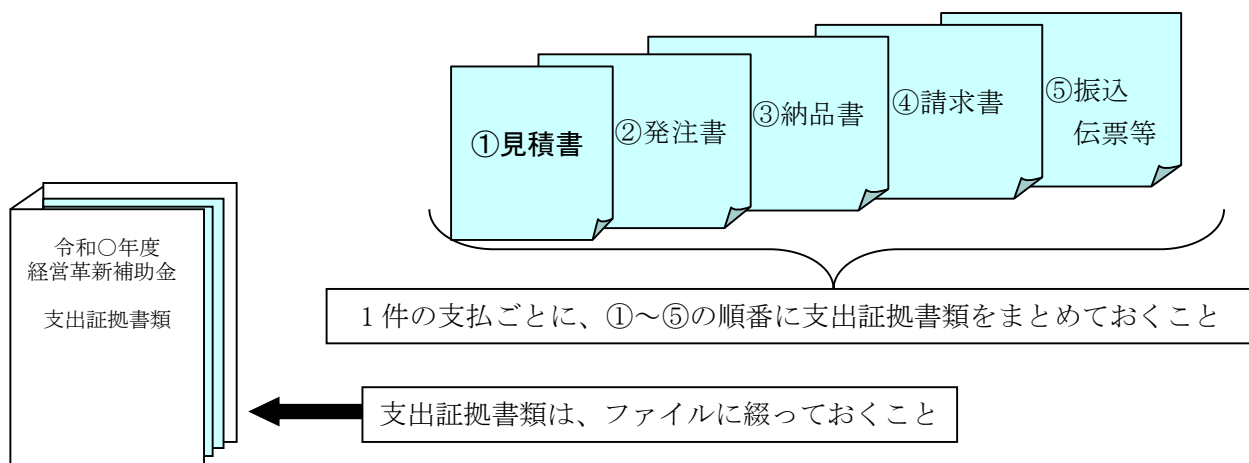 ①見積書
②発注書
③納品書
④請求書
⑤振込
伝票等
1件の支払ごとに、①~⑤の順番に支出証拠書類をまとめておくこと
令和○年度
経営革新補助金
支出証拠書類
支出証拠書類は、ファイルに綴っておくこと